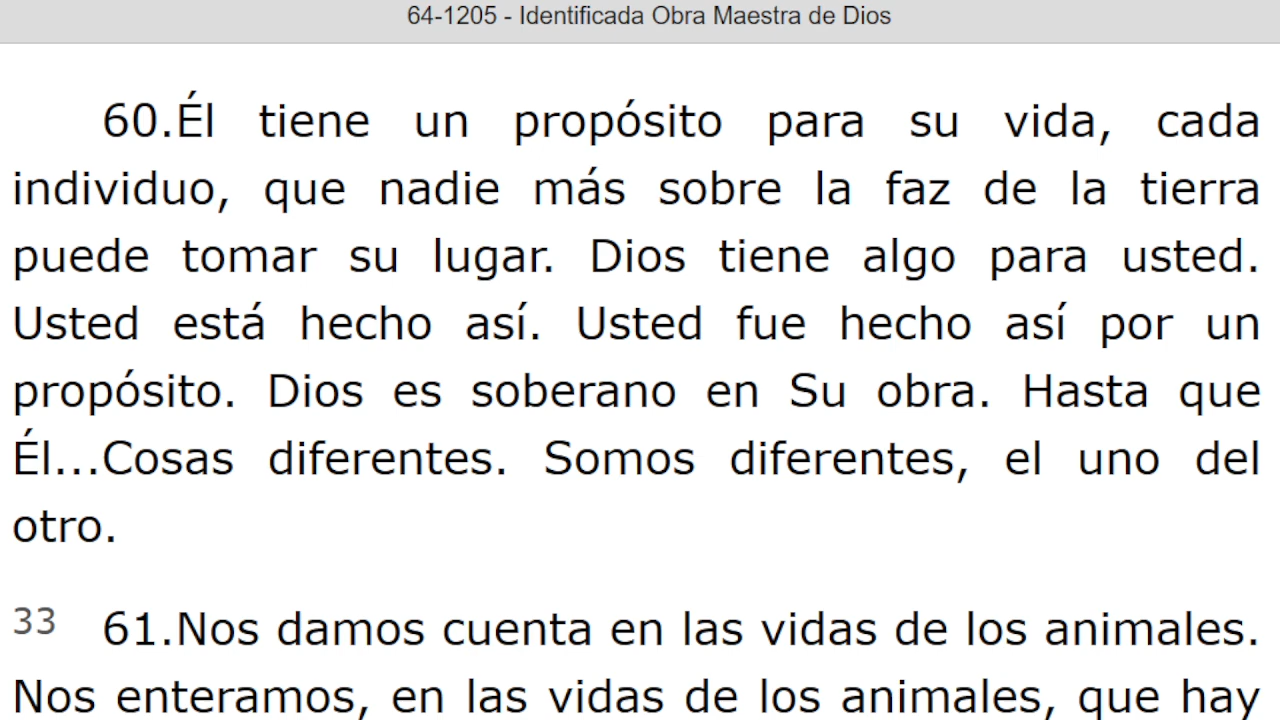 64-1205 - Identificada Obra Maestra de Dios
60.Él tiene un propósito para su vida, cada
individuo, que nadie más sobre la faz de la tierra
puede tomar su lugar. Dios tiene algo para usted.
Usted está hecho así. Usted fue hecho así por un
propósito. Dios es soberano en Su obra. Hasta que
Él...Cosas diferentes. Somos diferentes, el uno del
otro.
33 61.Nos damos cuenta en las vidas de los animales.
Nos enteramos, en las vidas de los animales, que hay